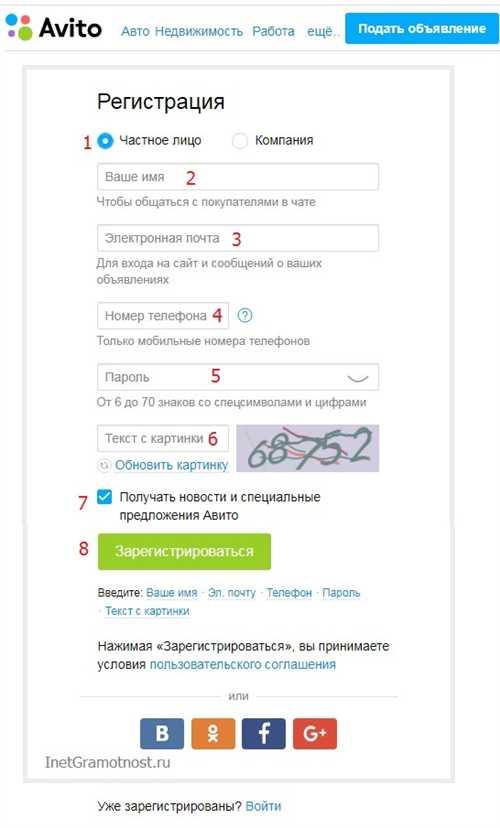 Avito Авто Недвижимость Работа ещё.. Подать объявление
Регистрация
1 Частное лицо Компания
Ваше имя 2
Чтобы общаться с покупателями в чате
Электронная почта 3
Для входа на сайт и сообщений о ваших
объявлениях
Номер телефона 4 ?
Только мобильные номера телефонов
Пароль 5
От 6 до 70 знаков со спецсимволами и цифрами
Текст с картинки 6 68752
Обновить картинку
7 Получать новости и специальные
предложения Авито
8 Зарегистрироваться
Введите: Ваше имя · Эл. почту · Телефон · Пароль
· Текст с картинки
Нажимая «Зарегистрироваться», вы принимаете
условия пользовательского соглашения
или
В f G+
InetGramotnost.ru
Уже зарегистрированы? Войти